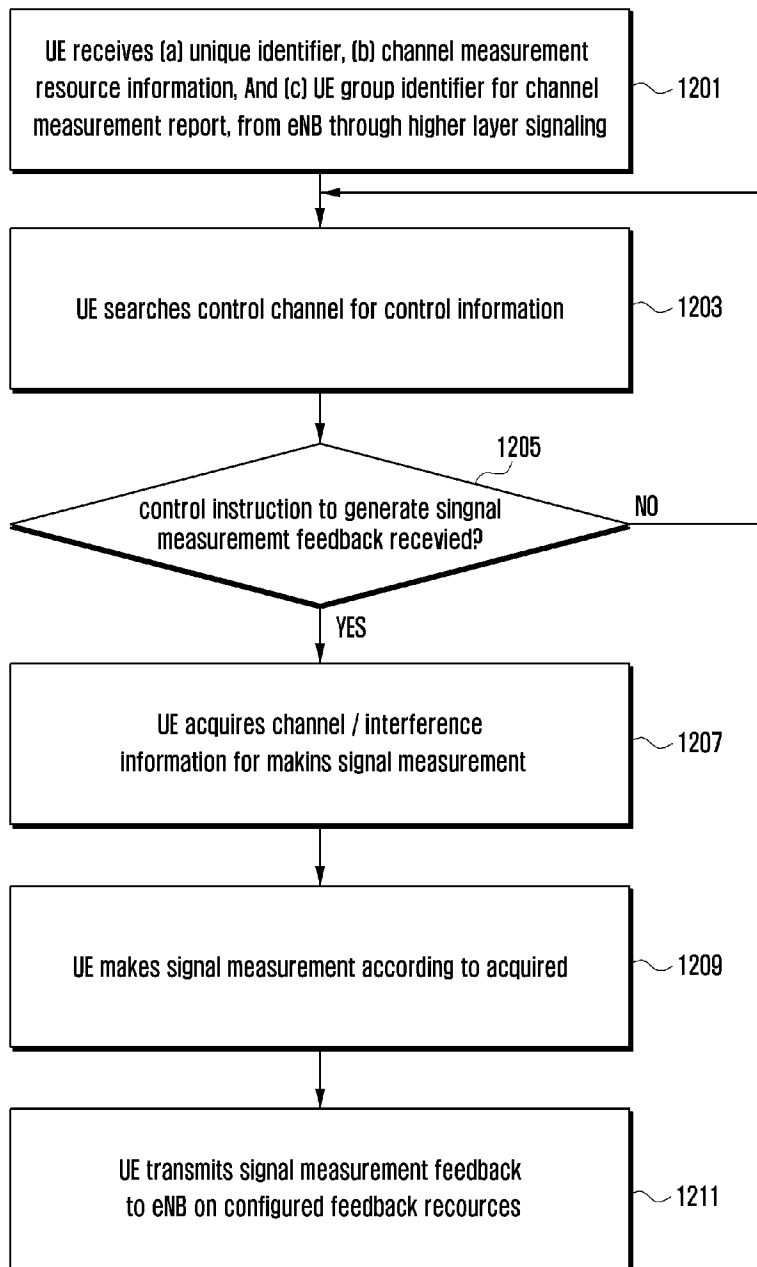 UE receives (a) unique identifier, (b) channel measurement
resource information, And (c) UE group identifier for channel
measurement report, from eNB through higher layer signaling
1201
UE searches control channel for control information
1203
1205
control instruction to generate singnal
measurememt feedback recevied?
NO
YES
UE acquires channel / interference
information for makins signal measurement
1207
UE makes signal measurement according to acquired
1209
UE transmits signal measurement feedback
to eNB on configured feedback recources
1211